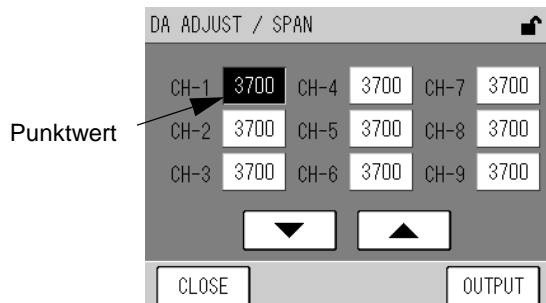 DA ADJUST / SPAN
CH-1 3700 CH-4 3700 CH-7 3700
Punktwert
CH-2 3700 CH-5 3700 CH-8 3700
CH-3 3700 CH-6 3700 CH-9 3700
CLOSE OUTPUT